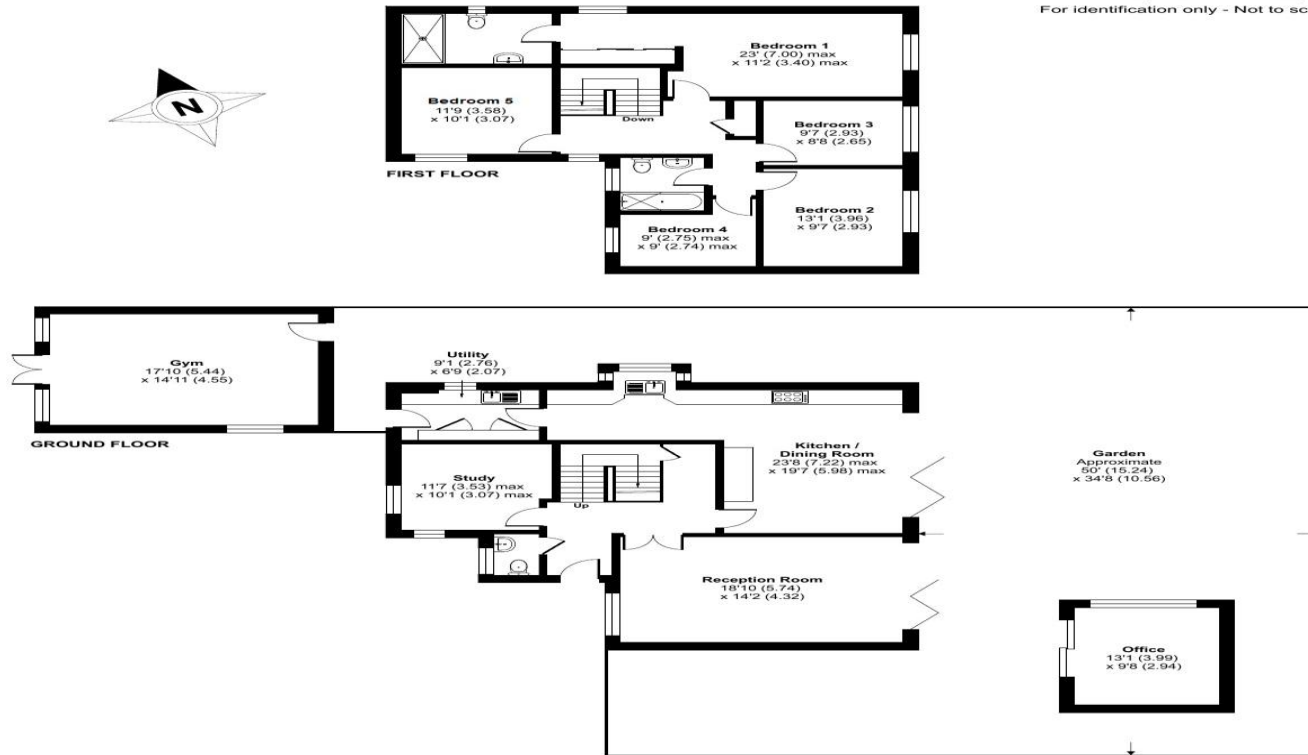 For identification only - Not to sc
N
Bedroom 1
23' (7.00) max
x 11'2 (3.40) max
Bedroom 5
11'9 (3.58)
x 10'1 (3.07)
Down
Bedroom 3
9'7 (2.93)
x 8'8 (2.65)
FIRST FLOOR
Bedroom 2
13'1 (3.96)
x 9'7 (2.93)
Bedroom 4
9' (2.75) max
x 9' (2.74) max
Gym
17'10 (5.44)
x 14'11 (4.55)
Utility
9'1 (2.76)
x 6'9 (2.07)
GROUND FLOOR
Kitchen /
Dining Room
23'8 (7.22) max
x 19'7 (5.98) max
Garden
Approximate
50' (15.24)
x 34'8 (10.56)
Study
11'7 (3.53) max
x 10'1 (3.07) max
Up
Reception Room
18'10 (5.74)
x 14'2 (4.32)
Office
13'1 (3.99)
x 9'8 (2.94)